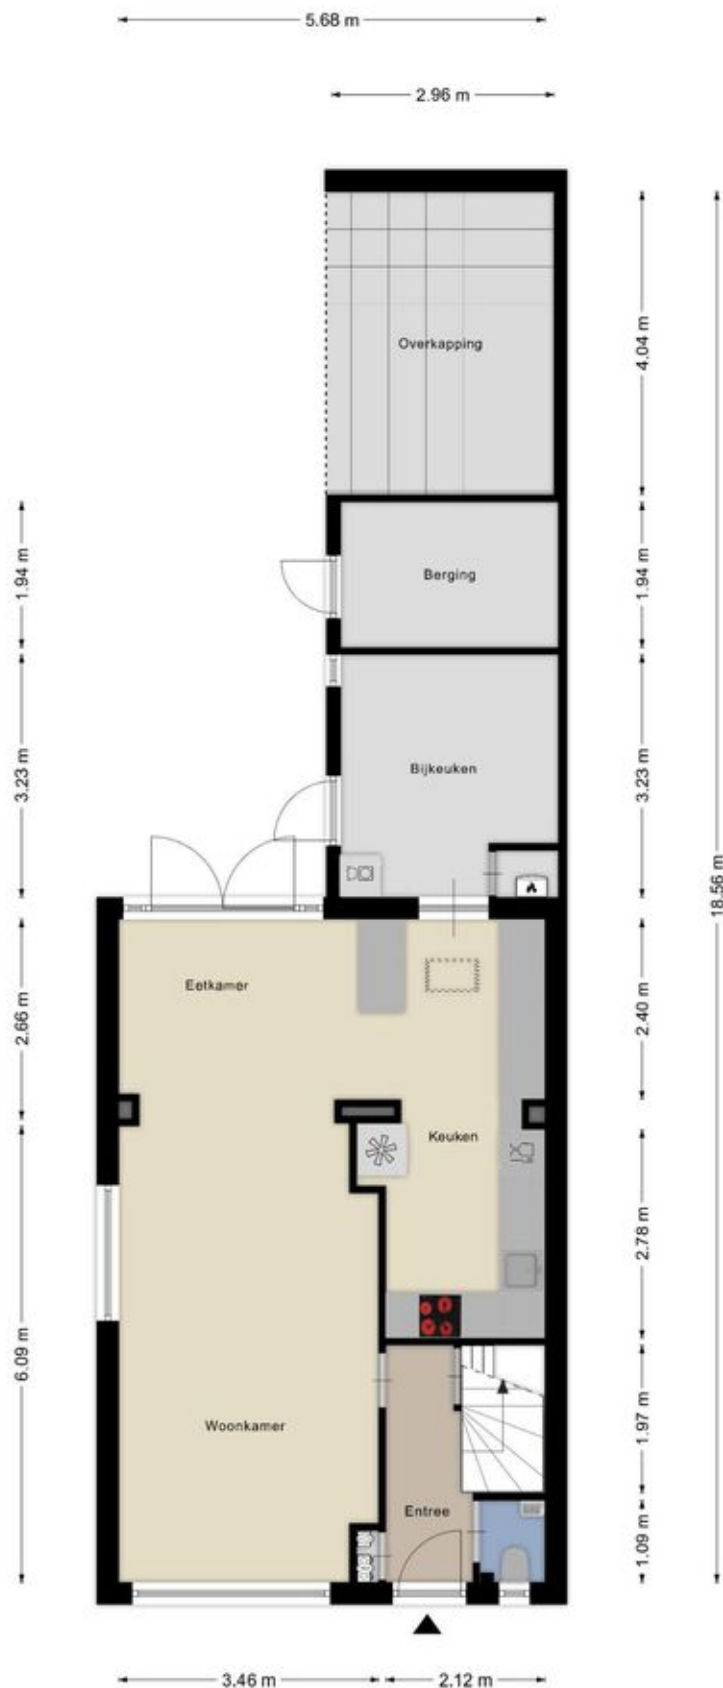 5.68 m
2.96 m
Overkapping
4.04 m
1.94 m
Berging
1.94 m
3.23 m
Bijkeuken
3.23 m
18.56 m
Eetkamer
2.66 m
2.40 m
Keuken
2.78 m
6.09 m
Woonkamer
1.97 m
Entree
1.09 m
3.46 m
2.12 m